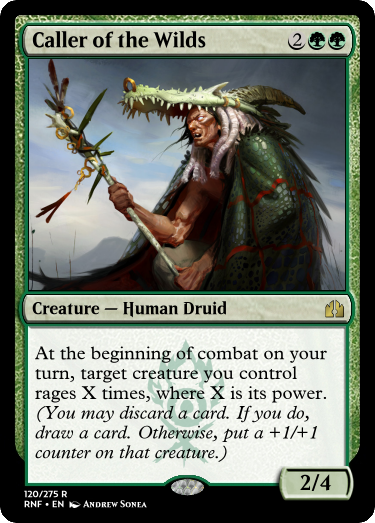 Caller of the Wilds 2
Creature — Human Druid
At the beginning of combat on your
turn, target creature you control
rages X times, where X is its power.
(You may discard a card. If you do,
draw a card. Otherwise, put a +1/+1
counter on that creature.)
2/4
120/275 R
RNF • EN Andrew Sonea